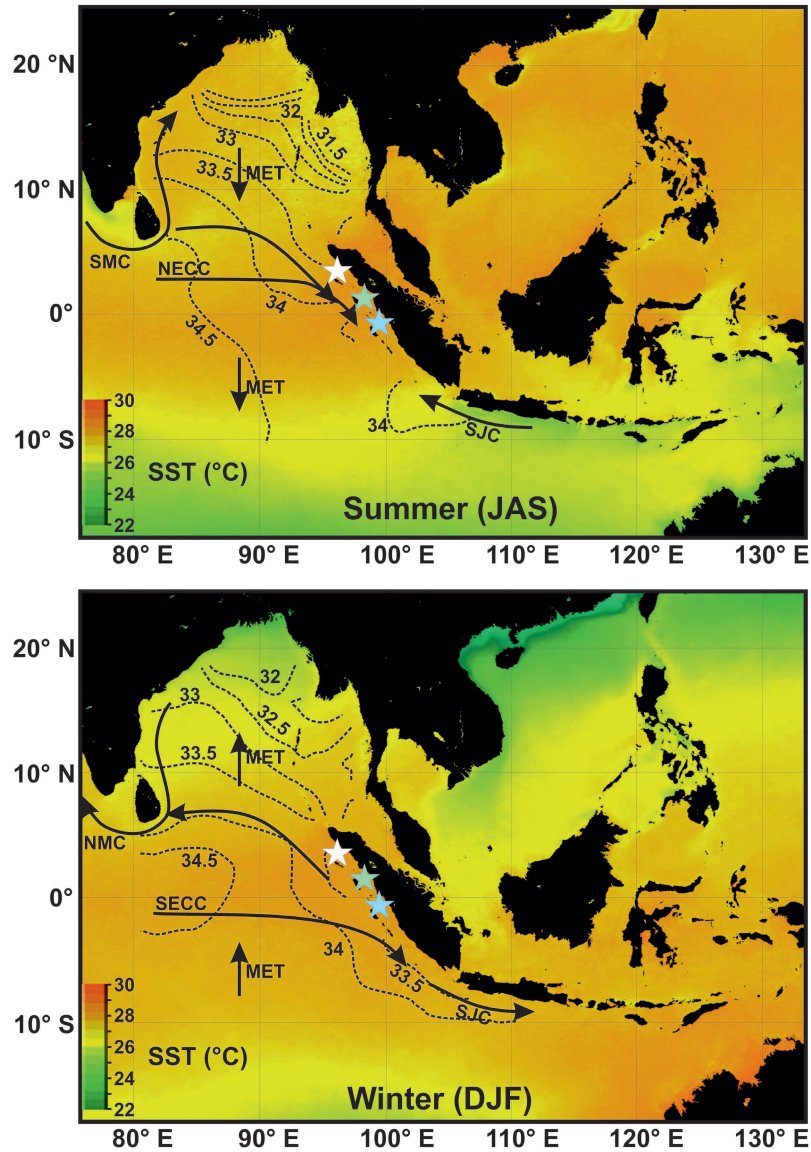 20 °N
10 °N
0°
10° S
32
31.5
33
33.5
MET
SMC
NECC
34
34.5
MET
34
SJC
30
28
26
24
22
SST (°C)
Summer (JAS)
80° E
90° E
100° E
110° E
120° E
130° E
20 °N
10 °N
0°
10° S
32
33
32.5
33.5
MET
NMC
34.5
SECC
34
33.5
MET
SJC
30
28
26
24
22
SST (°C)
Winter (DJF)
80° E
90° E
100° E
110° E
120° E
130° E